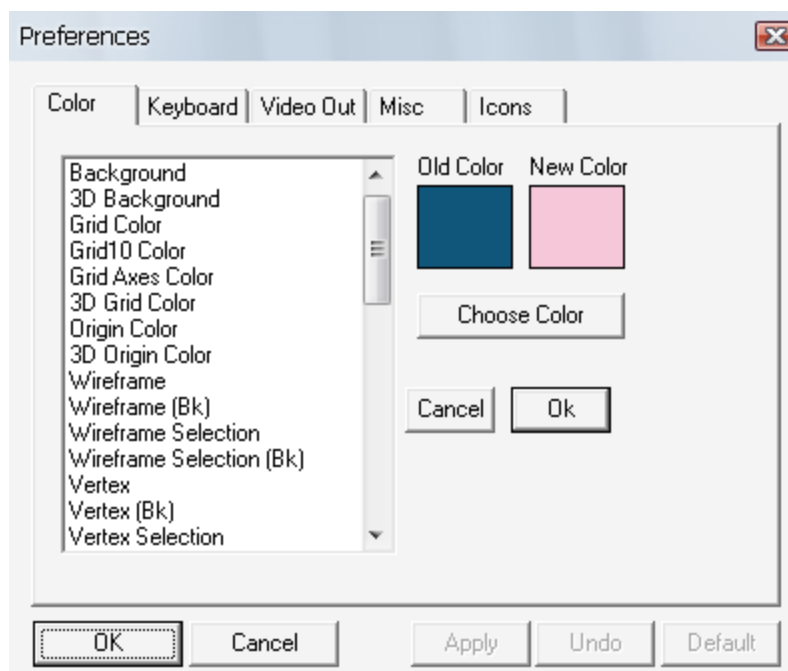 Preferences
Color Keyboard Video Out Misc Icons
Background
3D Background
Grid Color
Grid10 Color
Grid Axes Color
3D Grid Color
Origin Color
3D Origin Color
Wireframe
Wireframe (Bk)
Wireframe Selection
Wireframe Selection (Bk)
Vertex
Vertex (Bk)
Vertex Selection
Old Color New Color
Choose Color
Cancel Ok
OK Cancel Apply Undo Default